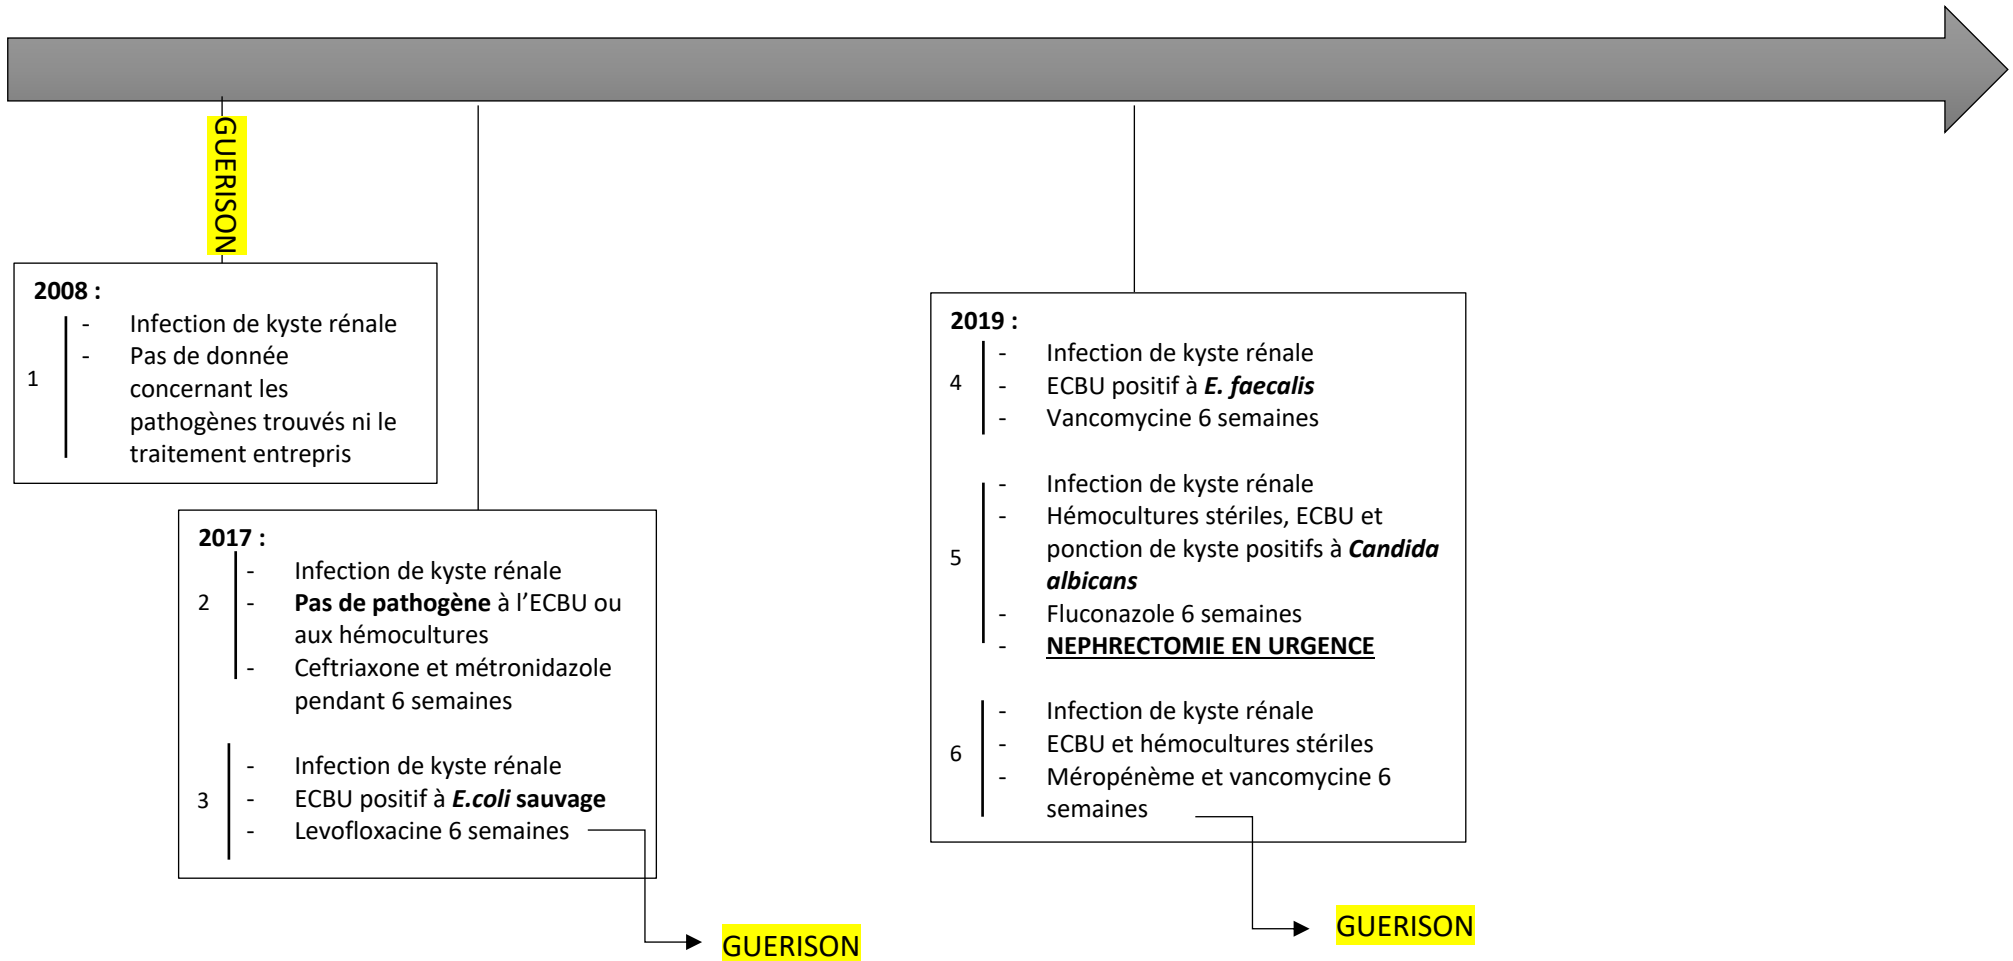 GUERISON
2008 :
1
- Infection de kyste rénale
- Pas de donnée
concernant les
pathogènes trouvés ni le
traitement entrepris
2017 :
2
- Infection de kyste rénale
- Pas de pathogène à l’ECBU ou
aux hémocultures
- Ceftriaxone et métronidazole
pendant 6 semaines
3
- Infection de kyste rénale
- ECBU positif à E.coli sauvage
- Levofloxacine 6 semaines
GUERISON
2019 :
4
- Infection de kyste rénale
- ECBU positif à E. faecalis
- Vancomycine 6 semaines
5
- Infection de kyste rénale
- Hémocultures stériles, ECBU et
ponction de kyste positifs à Candida
albicans
- Fluconazole 6 semaines
- NEPHRECTOMIE EN URGENCE
6
- Infection de kyste rénale
- ECBU et hémocultures stériles
- Méropénème et vancomycine 6
semaines
GUERISON